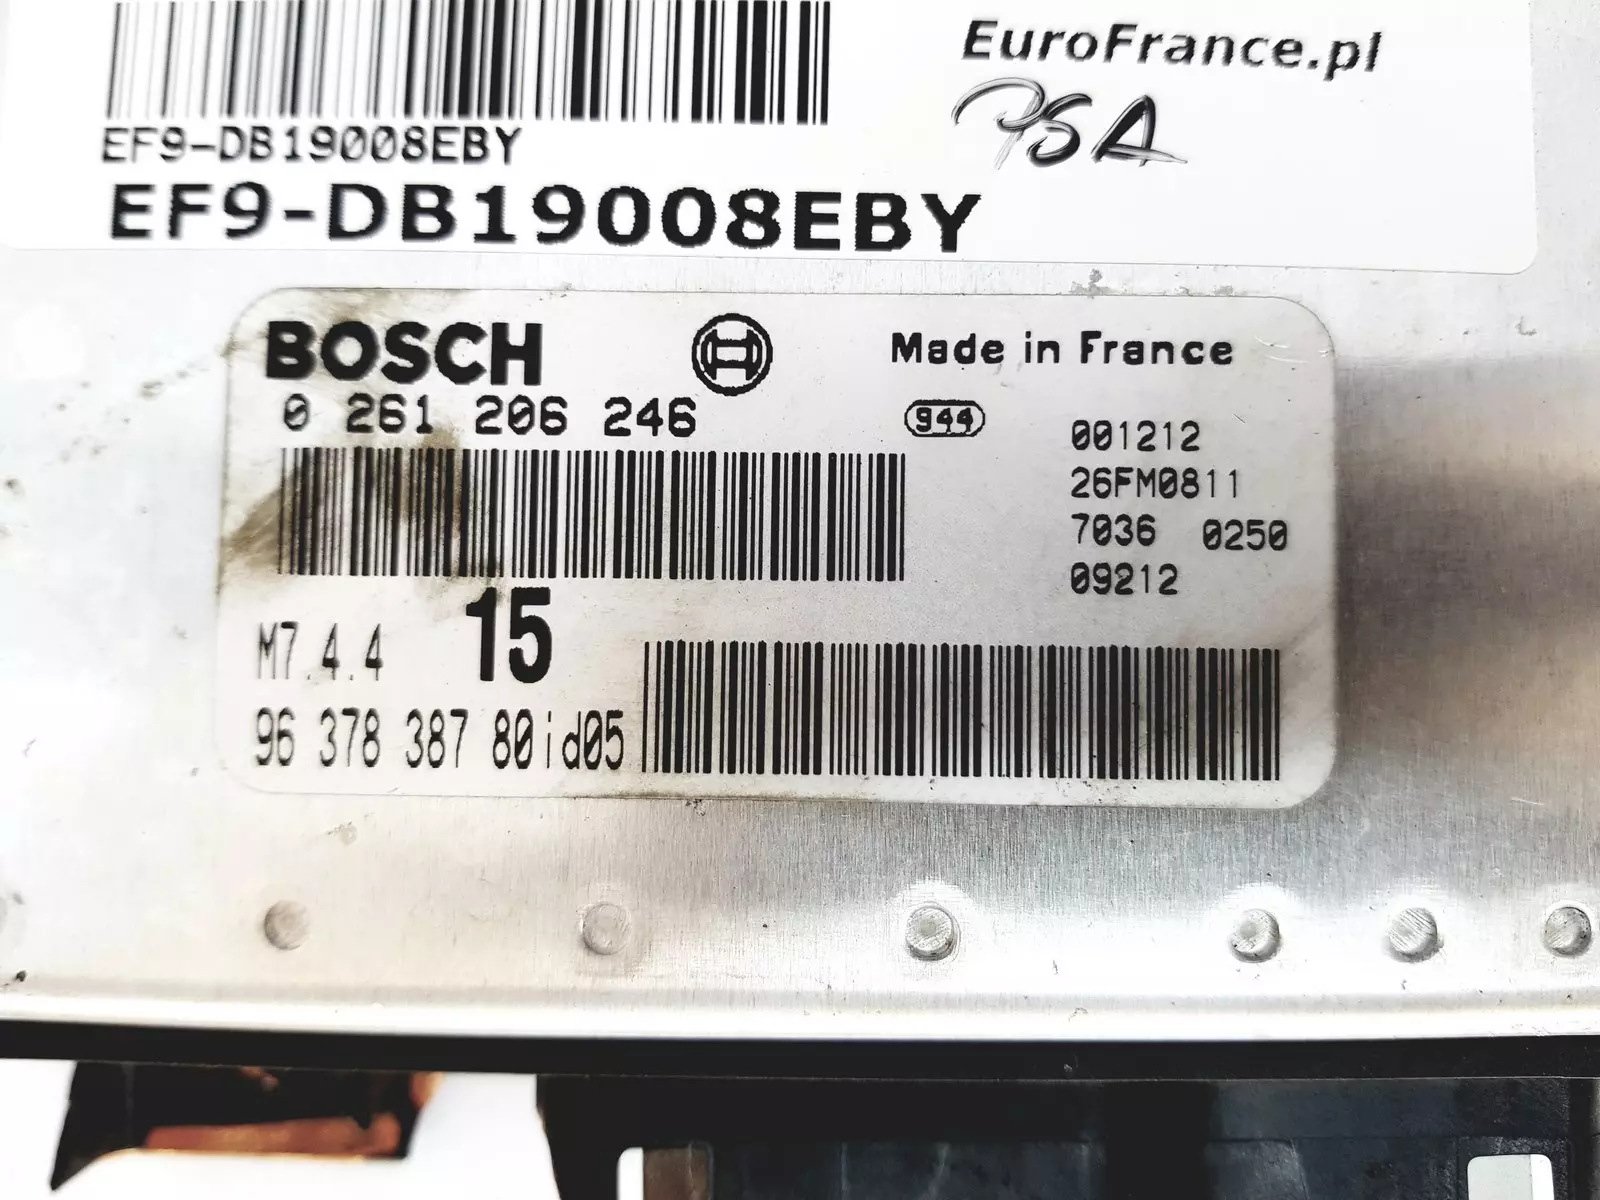 EuroFrance.pl
PSA
EF9-DB19008EBY
EF9-DB19008EBY
BOSCH
Made in France
0 261 206 246
944
001212
26FM0811
7036 0250
09212
M7.4.4
15
96 378 387 80id05